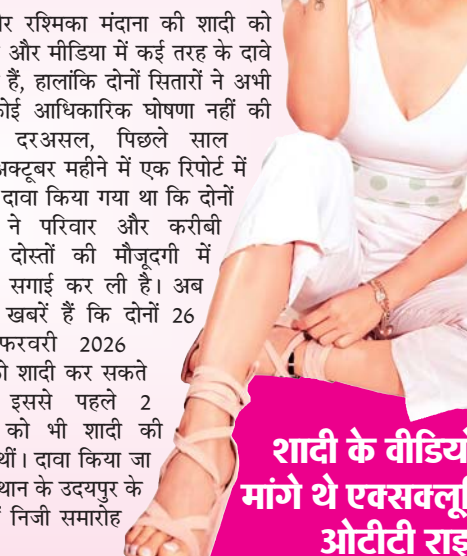 र रश्मिका मंदाना की शादी को
और मीडिया में कई तरह के दावे
हैं, हालांकि दोनों सितारों ने अभी
कोई आधिकारिक घोषणा नहीं की
दरअसल, पिछले साल
अक्टूबर महीने में एक रिपोर्ट में
दावा किया गया था कि दोनों
ने परिवार और करीबी
दोस्तों की मौजूदगी में
सगाई कर ली है। अब
खबरें हैं कि दोनों 26
फरवरी 2026
को शादी कर सकते
इससे पहले 2
को भी शादी की
थीं। दावा किया जा
थान के उदयपुर के
निजी समारोह
शादी के वीडियो
मांगे थे एक्सक्लू
ओटीटी राइ